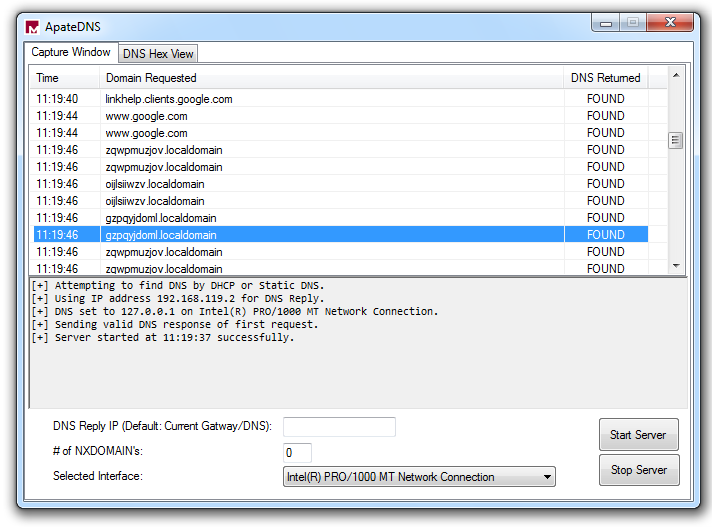 ApateDNS
Capture Window DNS Hex View
Time Domain Requested DNS Returned
11:19:40 linkhelp.clients.google.com FOUND
11:19:44 www.google.com FOUND
11:19:44 www.google.com FOUND
11:19:46 zqwpmuzjov.localdomain FOUND
11:19:46 zqwpmuzjov.localdomain FOUND
11:19:46 oijlsiiwzv.localdomain FOUND
11:19:46 oijlsiiwzv.localdomain FOUND
11:19:46 gzpqyjdoml.localdomain FOUND
11:19:46 gzpqyjdoml.localdomain FOUND
11:19:46 zqwpmuzjov.localdomain FOUND
11:19:46 zqwpmuzjov.localdomain FOUND
[+] Attempting to find DNS by DHCP or Static DNS.
[+] Using IP address 192.168.119.2 for DNS Reply.
[+] DNS set to 127.0.0.1 on Intel(R) PRO/1000 MT Network Connection.
[+] Sending valid DNS response of first request.
[+] Server started at 11:19:37 successfully.
DNS Reply IP (Default: Current Gatway/DNS):
# of NXDOMAIN's: 0
Selected Interface: Intel(R) PRO/1000 MT Network Connection
Start Server
Stop Server